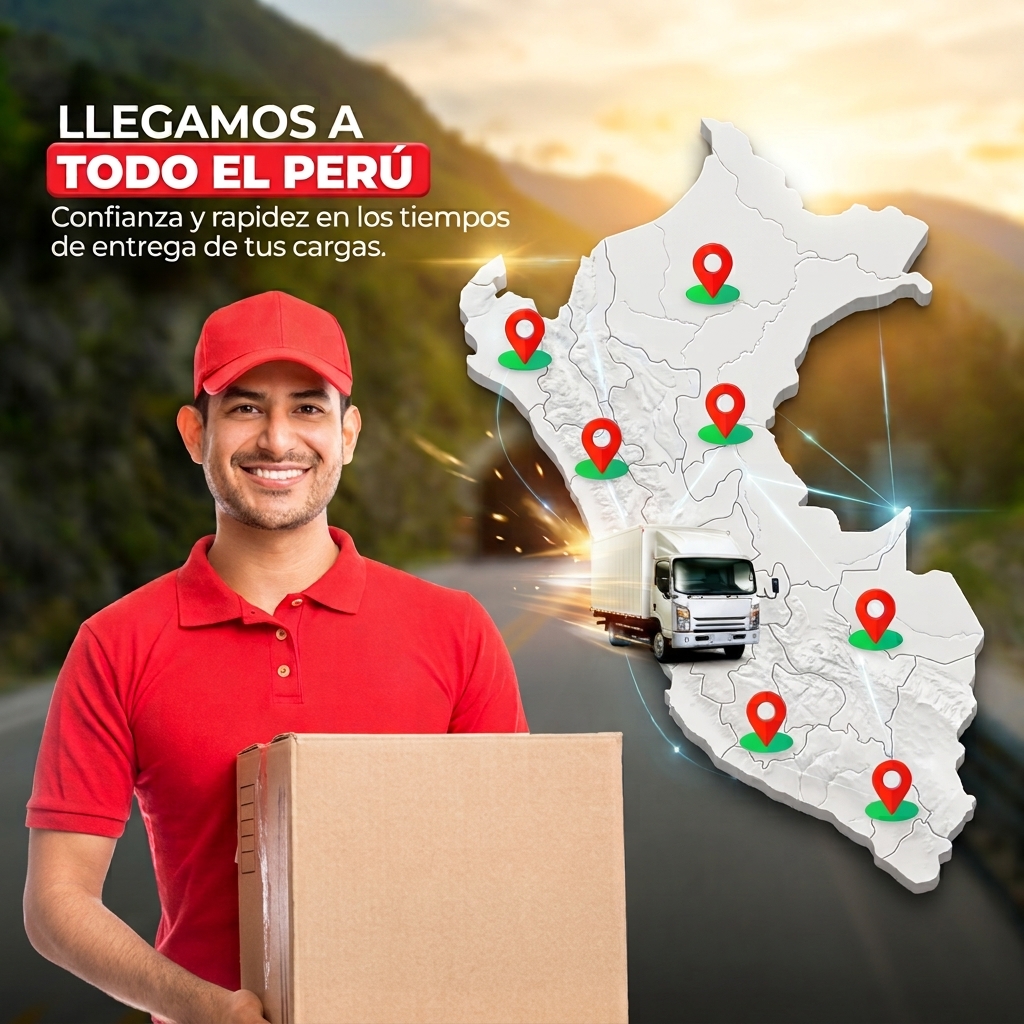 LLEGAMOS A
TODO EL PERÚ
Confianza y rapidez en los tiempos
de entrega de tus cargas.